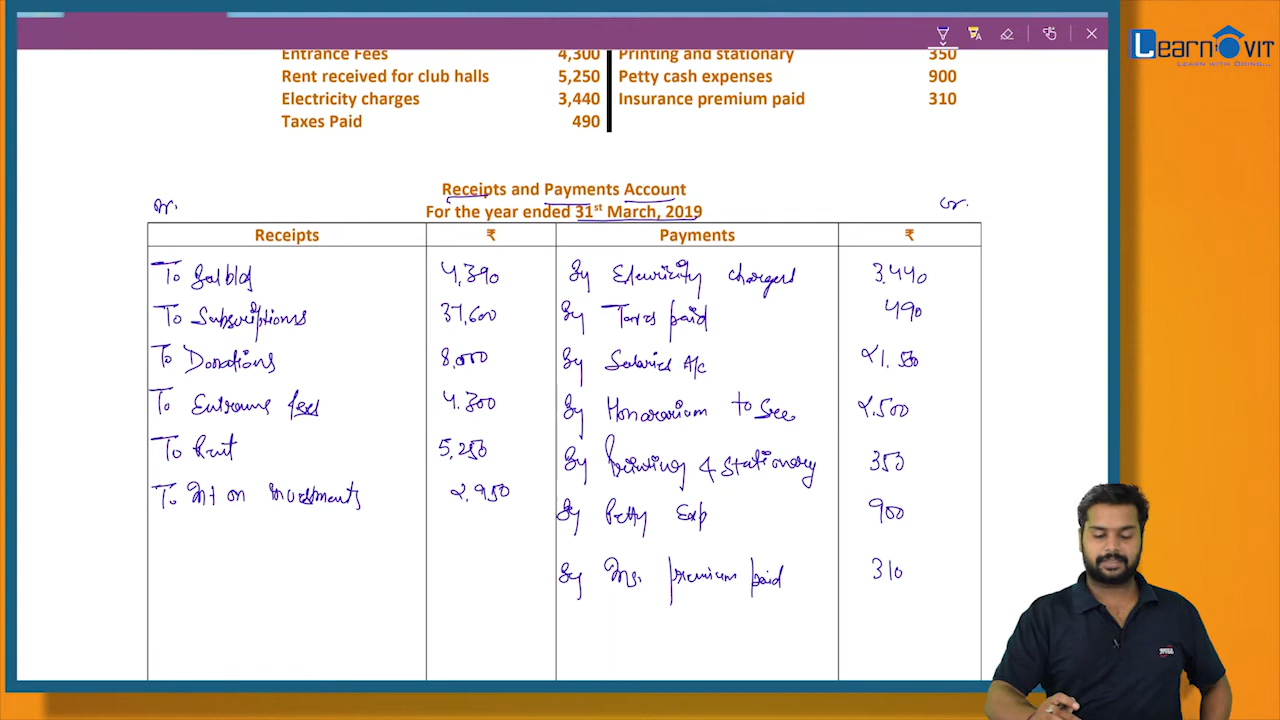 Entrance Fees 4,300 Printing and stationary 350
Rent received for club halls 5,250 Petty cash expenses 900
Electricity charges 3,440 Insurance premium paid 310
Taxes Paid 490
LearnOVIT
LEARN WITH DOING...
Receipts and Payments Account
For the year ended 31st March, 2019
Dr. Cr.
Receipts ₹ Payments ₹
To Bal b/d 4,390 By Electricity charges 3,440
To Subscriptions 37,600 By Taxes paid 490
To Donations 8,000 By Salaries A/c 21,500
To Entrance fees 4,300 By Honorarium to Sec 2,500
To Rent 5,250 By Printing & Stationary 350
To Int on investments 2,950 By Petty Exp 900
By Ins. premium paid 310